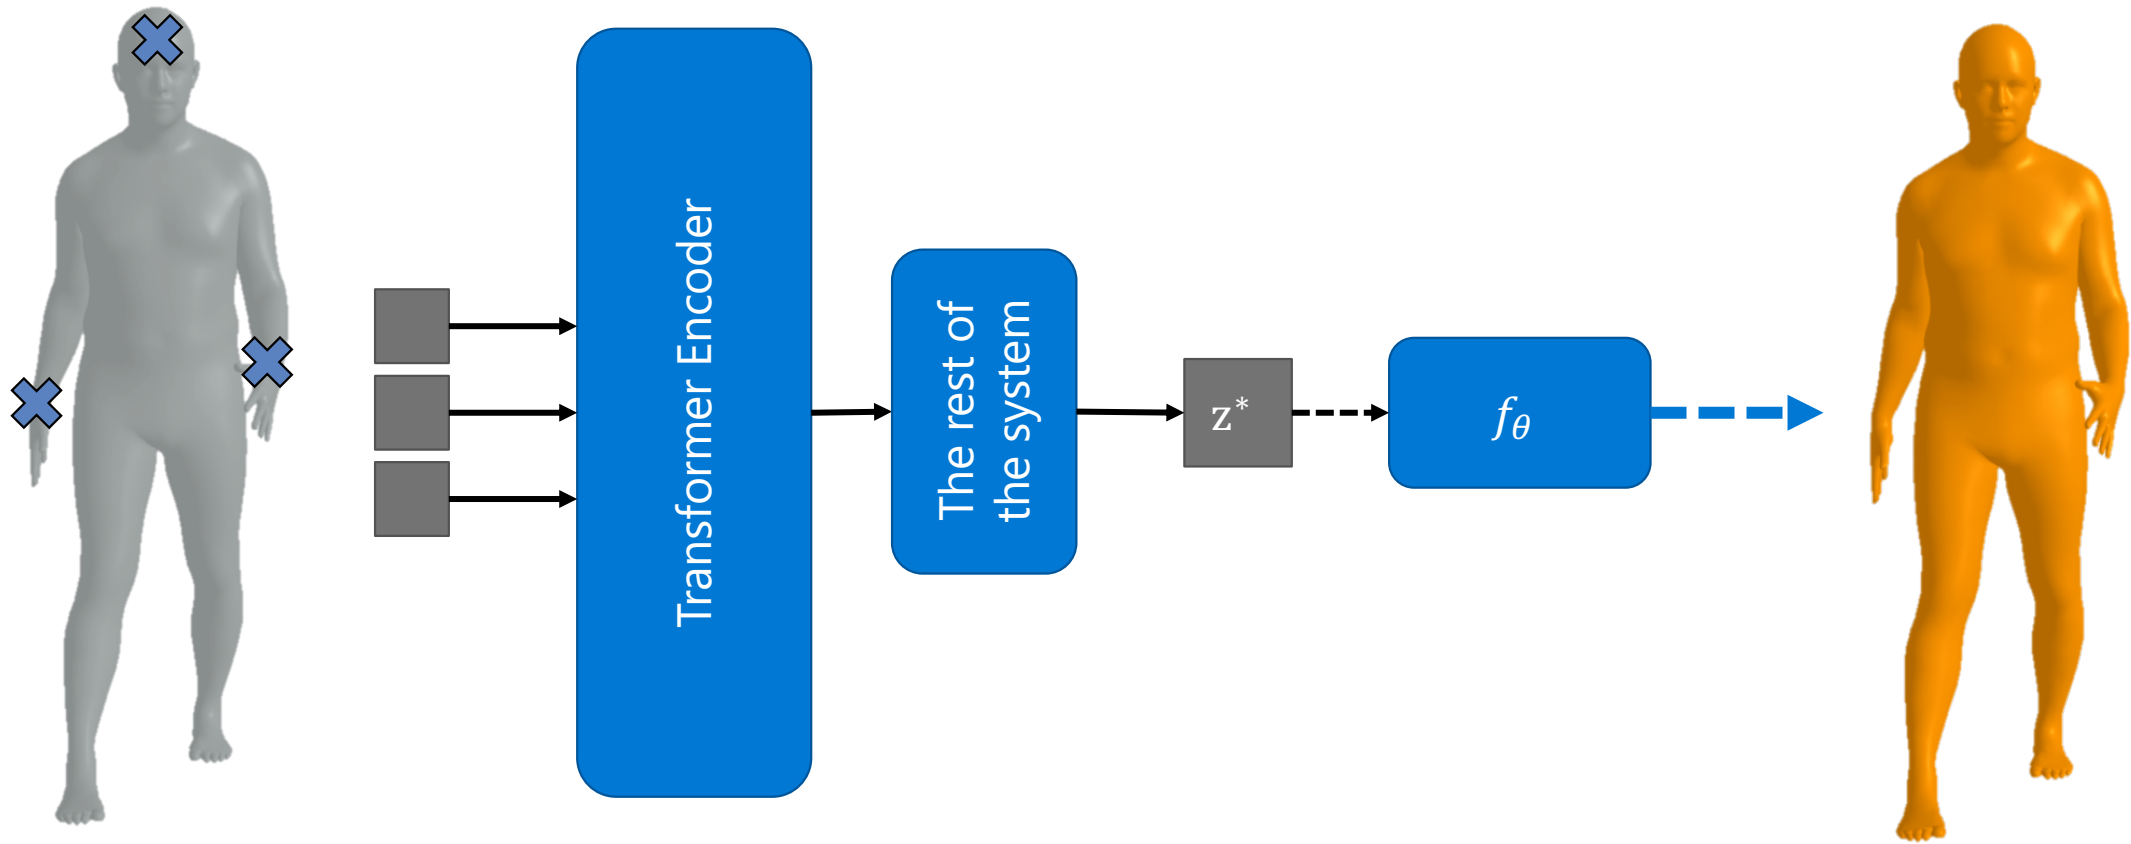 Transformer Encoder
The rest of
the system
z*
fθ